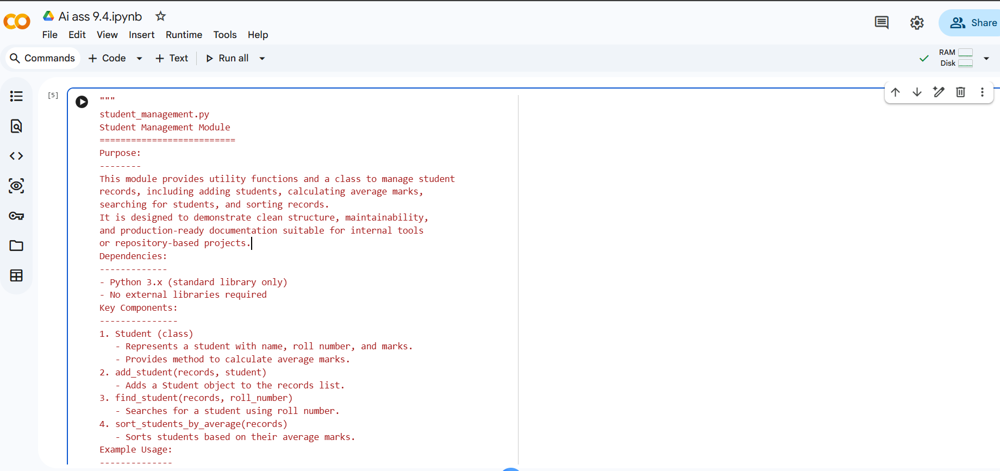 Ai ass 9.4.ipynb
File Edit View Insert Runtime Tools Help
Share
Commands + Code + Text Run all
RAM
Disk
[5]
"""
student_management.py
Student Management Module
==========================
Purpose:
--------
This module provides utility functions and a class to manage student
records, including adding students, calculating average marks,
searching for students, and sorting records.
It is designed to demonstrate clean structure, maintainability,
and production-ready documentation suitable for internal tools
or repository-based projects.
Dependencies:
-------------
- Python 3.x (standard library only)
- No external libraries required
Key Components:
---------------
1. Student (class)
   - Represents a student with name, roll number, and marks.
   - Provides method to calculate average marks.
2. add_student(records, student)
   - Adds a Student object to the records list.
3. find_student(records, roll_number)
   - Searches for a student using roll number.
4. sort_students_by_average(records)
   - Sorts students based on their average marks.
Example Usage:
--------------